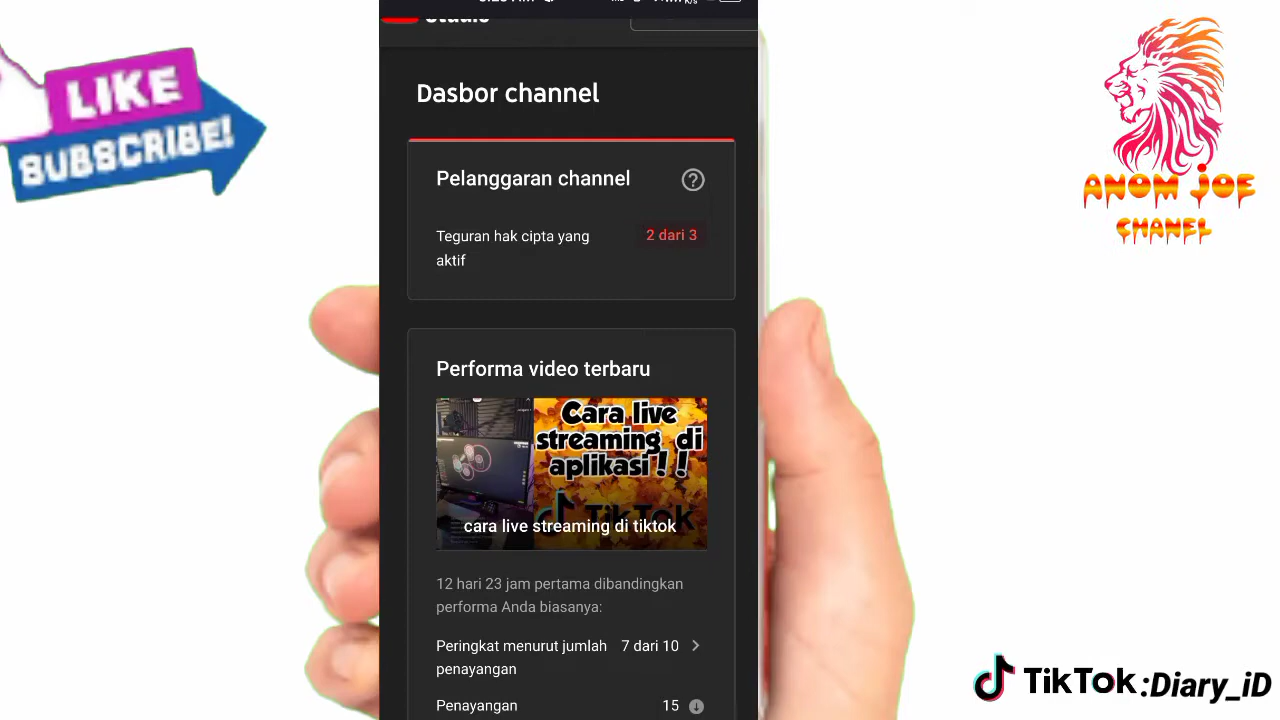 LIKE
SUBSCRIBE!
Dasbor channel
Pelanggaran channel
Teguran hak cipta yang
aktif
2 dari 3
Performa video terbaru
Cara live
streaming di
aplikasi!!
TikTok
cara live streaming di tiktok
12 hari 23 jam pertama dibandingkan
performa Anda biasanya:
Peringkat menurut jumlah
penayangan
7 dari 10
Penayangan
15
ANOM JOE
CHANEL
TikTok:Diary_iD